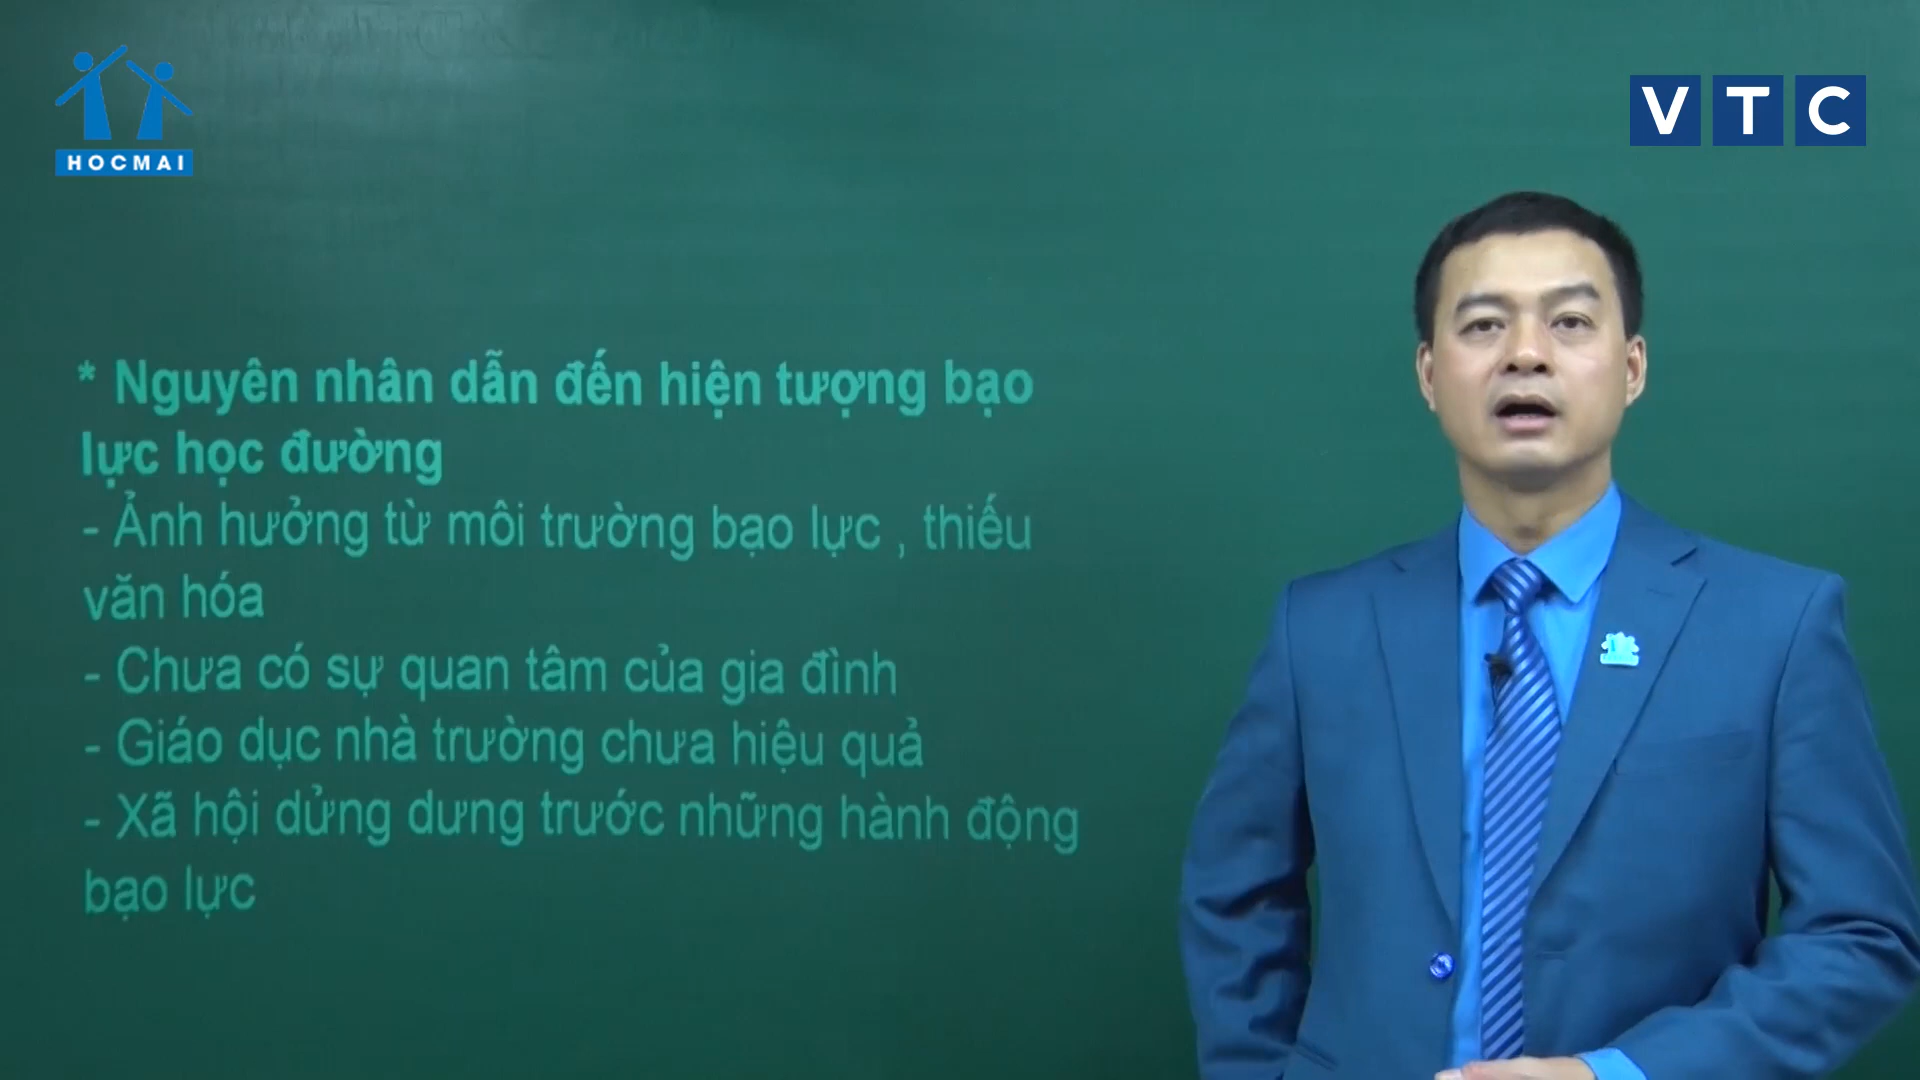 HOCMAI
VTC
* Nguyên nhân dẫn đến hiện tượng bạo
lực học đường
- Ảnh hưởng từ môi trường bạo lực , thiếu
văn hóa
- Chưa có sự quan tâm của gia đình
- Giáo dục nhà trường chưa hiệu quả
- Xã hội dửng dưng trước những hành động
bạo lực